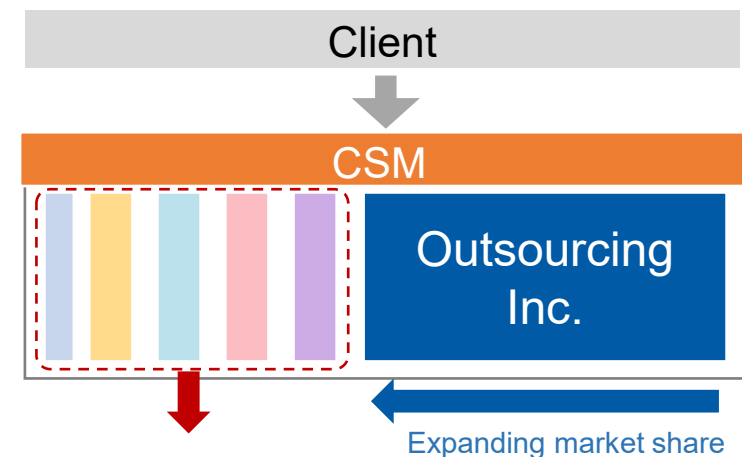 Client
CSM
Outsourcing
Inc.
Expanding market share